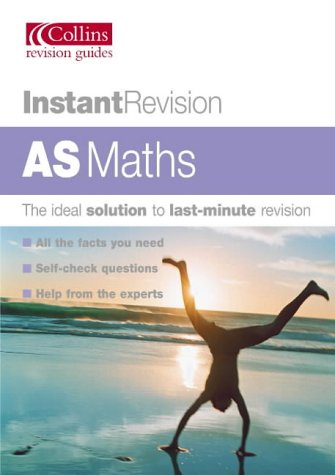 Collins
revision guides
InstantRevision
AS Maths
The ideal solution to last-minute revision
All the facts you need
Self-check questions
Help from the experts